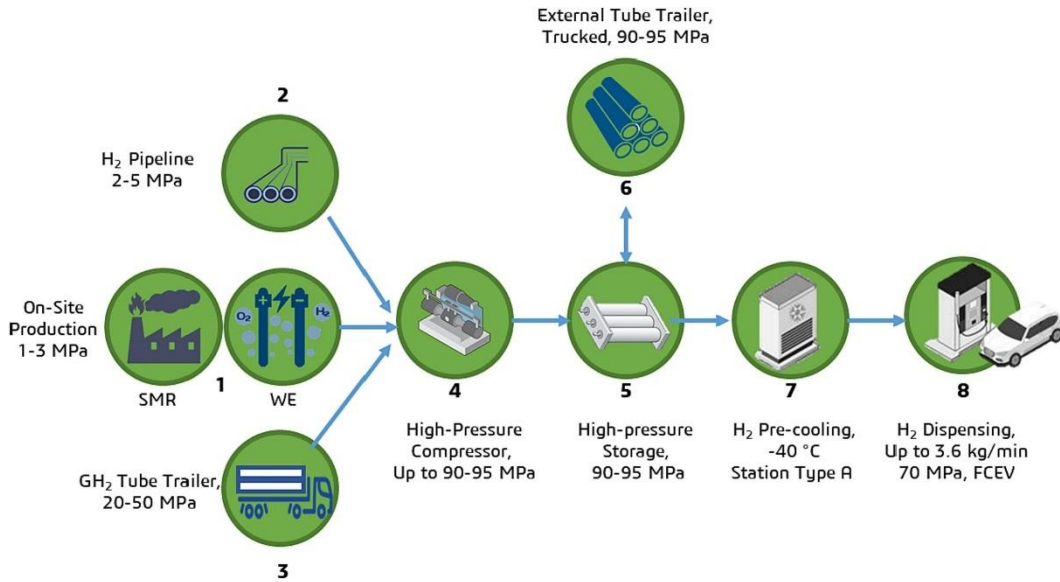 External Tube Trailer,
Trucked, 90-95 MPa
2
H₂ Pipeline
2-5 MPa
6
On-Site
Production
1-3 MPa
O₂
H₂
SMR
1
WE
4
5
7
8
High-Pressure
Compressor,
Up to 90-95 MPa
High-pressure
Storage,
90-95 MPa
H₂ Pre-cooling,
-40 °C
Station Type A
H₂ Dispensing,
Up to 3.6 kg/min
70 MPa, FCEV
GH₂ Tube Trailer,
20-50 MPa
3